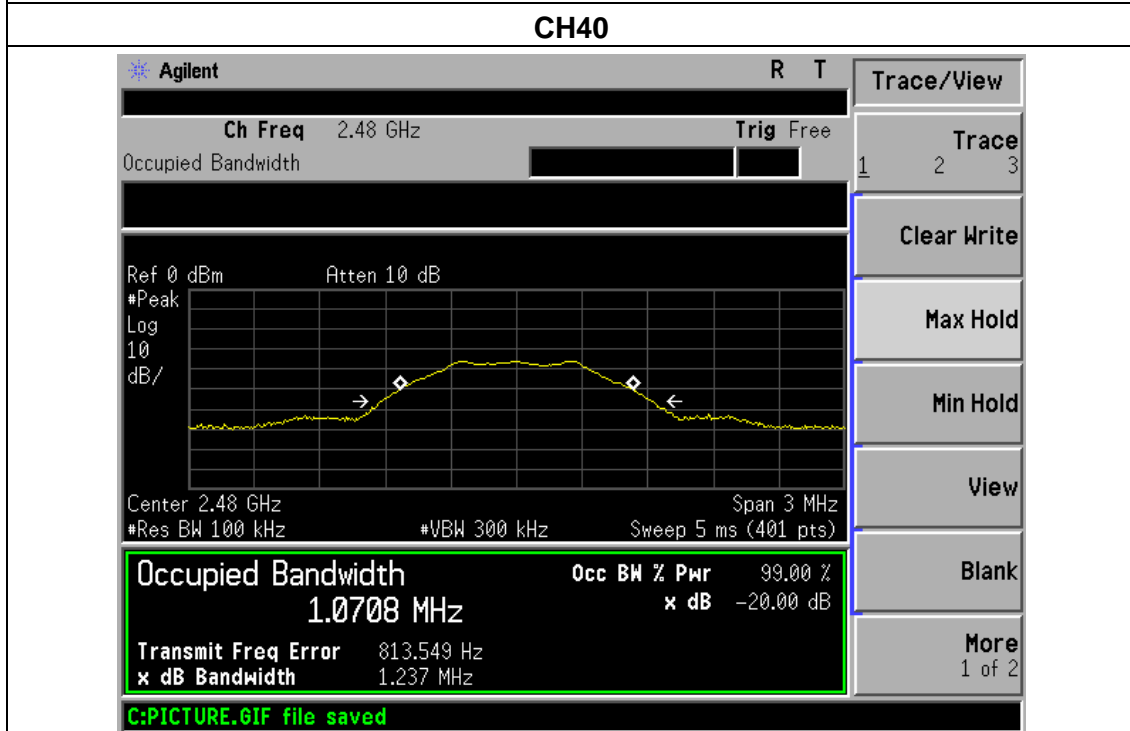 CH40
Agilent R T
Ch Freq 2.48 GHz Trig Free
Occupied Bandwidth
Ref 0 dBm Atten 10 dB
#Peak
Log
10
dB/
Center 2.48 GHz Span 3 MHz
#Res BW 100 kHz #VBW 300 kHz Sweep 5 ms (401 pts)
Occupied Bandwidth Occ BW % Pwr 99.00 %
1.0708 MHz x dB -20.00 dB
Transmit Freq Error 813.549 Hz
x dB Bandwidth 1.237 MHz
C:PICTURE.GIF file saved
Trace/View
Trace
1 2 3
Clear Write
Max Hold
Min Hold
View
Blank
More
1 of 2